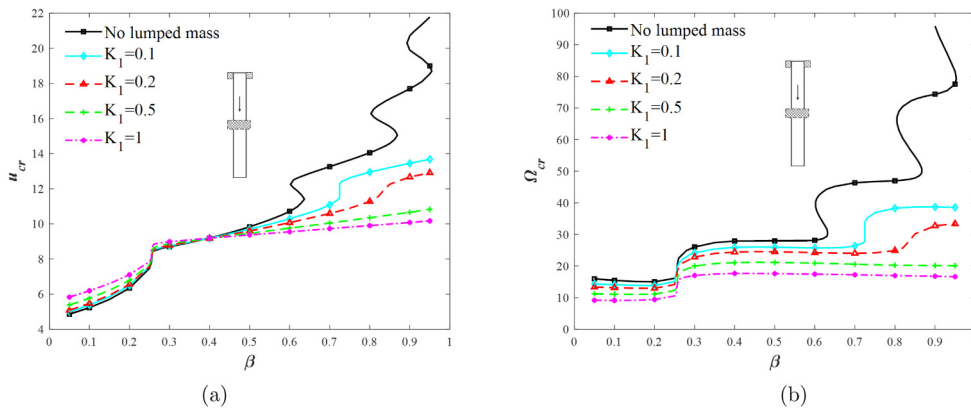 22
20
18
16
14
12
10
8
6
4
u_cr
0
0.1
0.2
0.3
0.4
0.5
0.6
0.7
0.8
0.9
1
β
No lumped mass
K_1=0.1
K_1=0.2
K_1=0.5
K_1=1
(a)
100
90
80
70
60
50
40
30
20
10
0
Ω_cr
0
0.1
0.2
0.3
0.4
0.5
0.6
0.7
0.8
0.9
β
No lumped mass
K_1=0.1
K_1=0.2
K_1=0.5
K_1=1
(b)